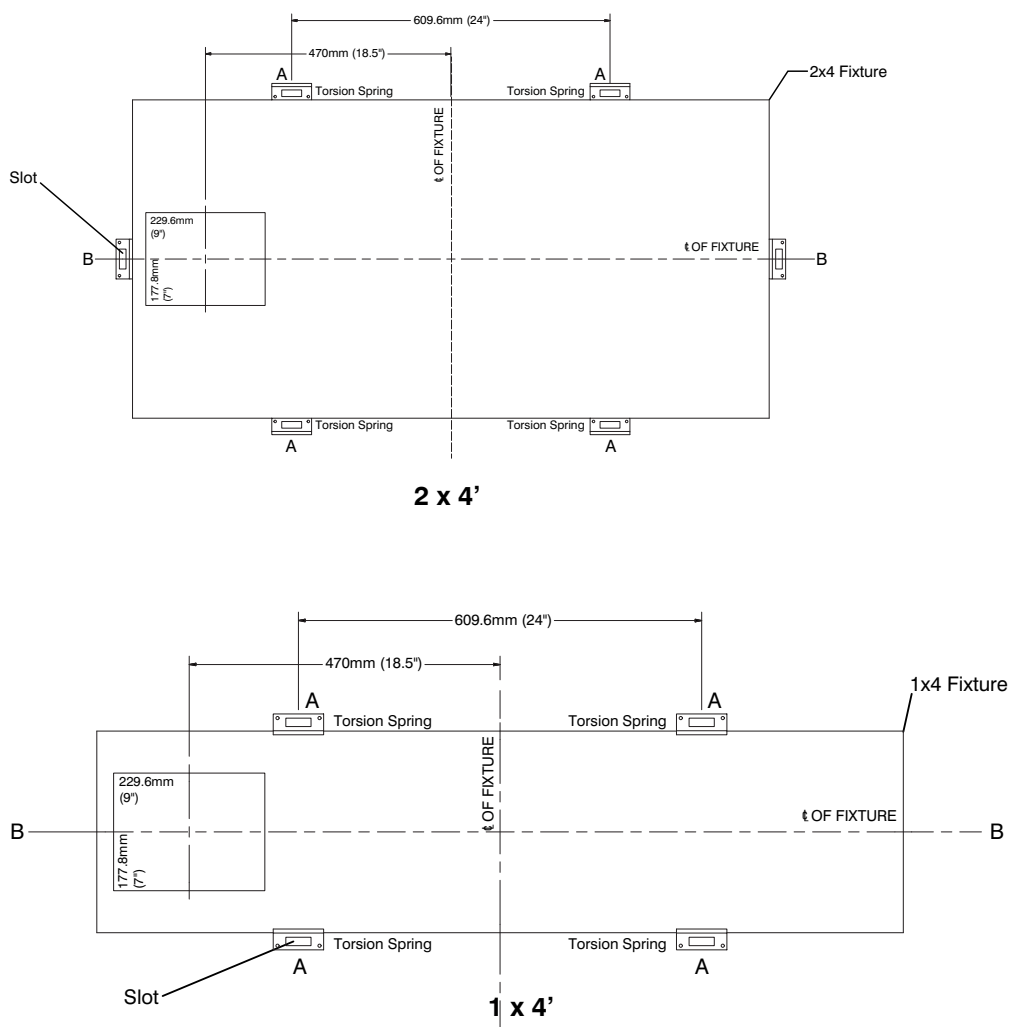 609.6mm (24")
470mm (18.5")
A
A
Torsion Spring
Torsion Spring
2x4 Fixture
℄ OF FIXTURE
Slot
229.6mm
(9")
℄ OF FIXTURE
B
B
177.8mm
(7")
Torsion Spring
Torsion Spring
A
A
2 x 4’
609.6mm (24")
470mm (18.5")
A
A
1x4 Fixture
Torsion Spring
Torsion Spring
℄ OF FIXTURE
229.6mm
(9")
℄ OF FIXTURE
B
B
177.8mm
(7")
Torsion Spring
Torsion Spring
A
A
Slot
1 x 4’